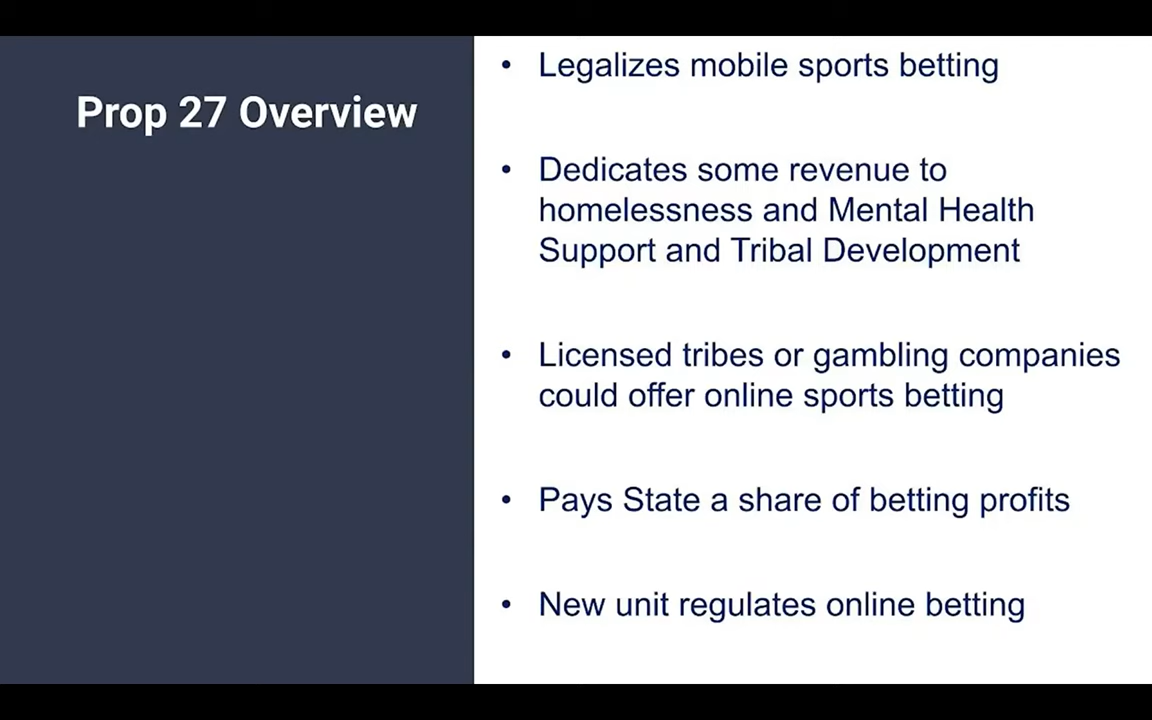 Prop 27 Overview
• Legalizes mobile sports betting
• Dedicates some revenue to
homelessness and Mental Health
Support and Tribal Development
• Licensed tribes or gambling companies
could offer online sports betting
• Pays State a share of betting profits
• New unit regulates online betting